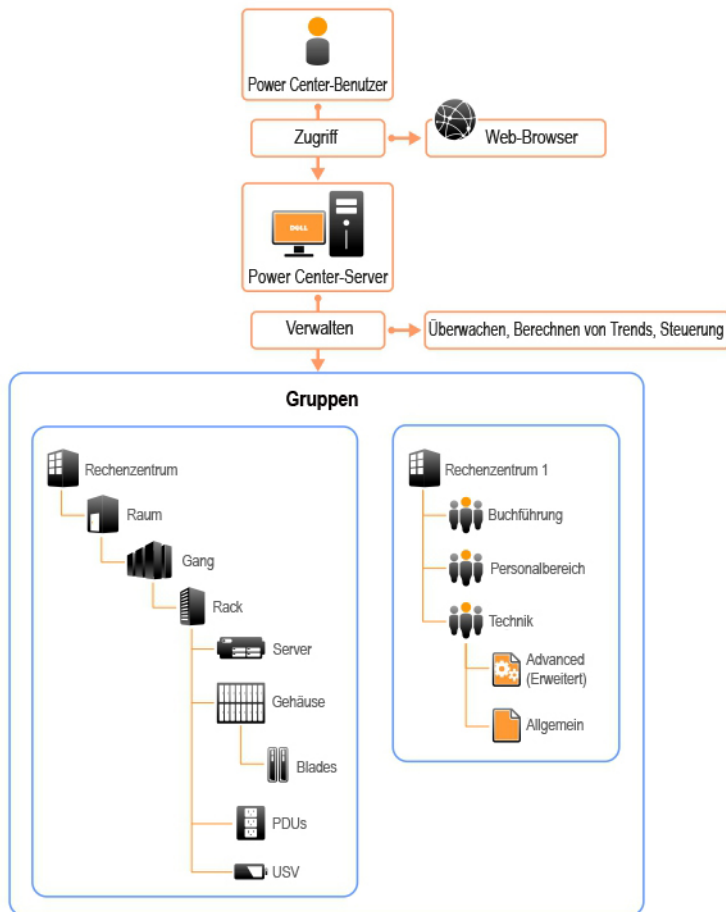 Power Center-Benutzer
Zugriff
Web-Browser
DELL
Power Center-Server
Verwalten
Überwachen, Berechnen von Trends, Steuerung
Gruppen
Rechenzentrum
Raum
Gang
Rack
Server
Gehäuse
Blades
PDUs
USV
Rechenzentrum 1
Buchführung
Personalbereich
Technik
Advanced
(Erweitert)
Allgemein